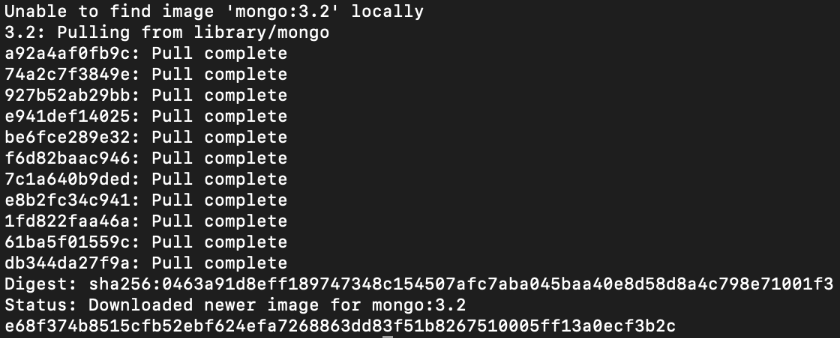 Unable to find image 'mongo:3.2' locally
3.2: Pulling from library/mongo
a92a4af0fb9c: Pull complete
74a2c7f3849e: Pull complete
927b52ab29bb: Pull complete
e941def14025: Pull complete
be6fce289e32: Pull complete
f6d82baac946: Pull complete
7c1a640b9ded: Pull complete
e8b2fc34c941: Pull complete
1fd822faa46a: Pull complete
61ba5f01559c: Pull complete
db344da27f9a: Pull complete
Digest: sha256:0463a91d8eff189747348c154507afc7aba045baa40e8d58d8a4c798e71001f3
Status: Downloaded newer image for mongo:3.2
e68f374b8515cfb52ebf624efa7268863dd83f51b8267510005ff13a0ecf3b2c